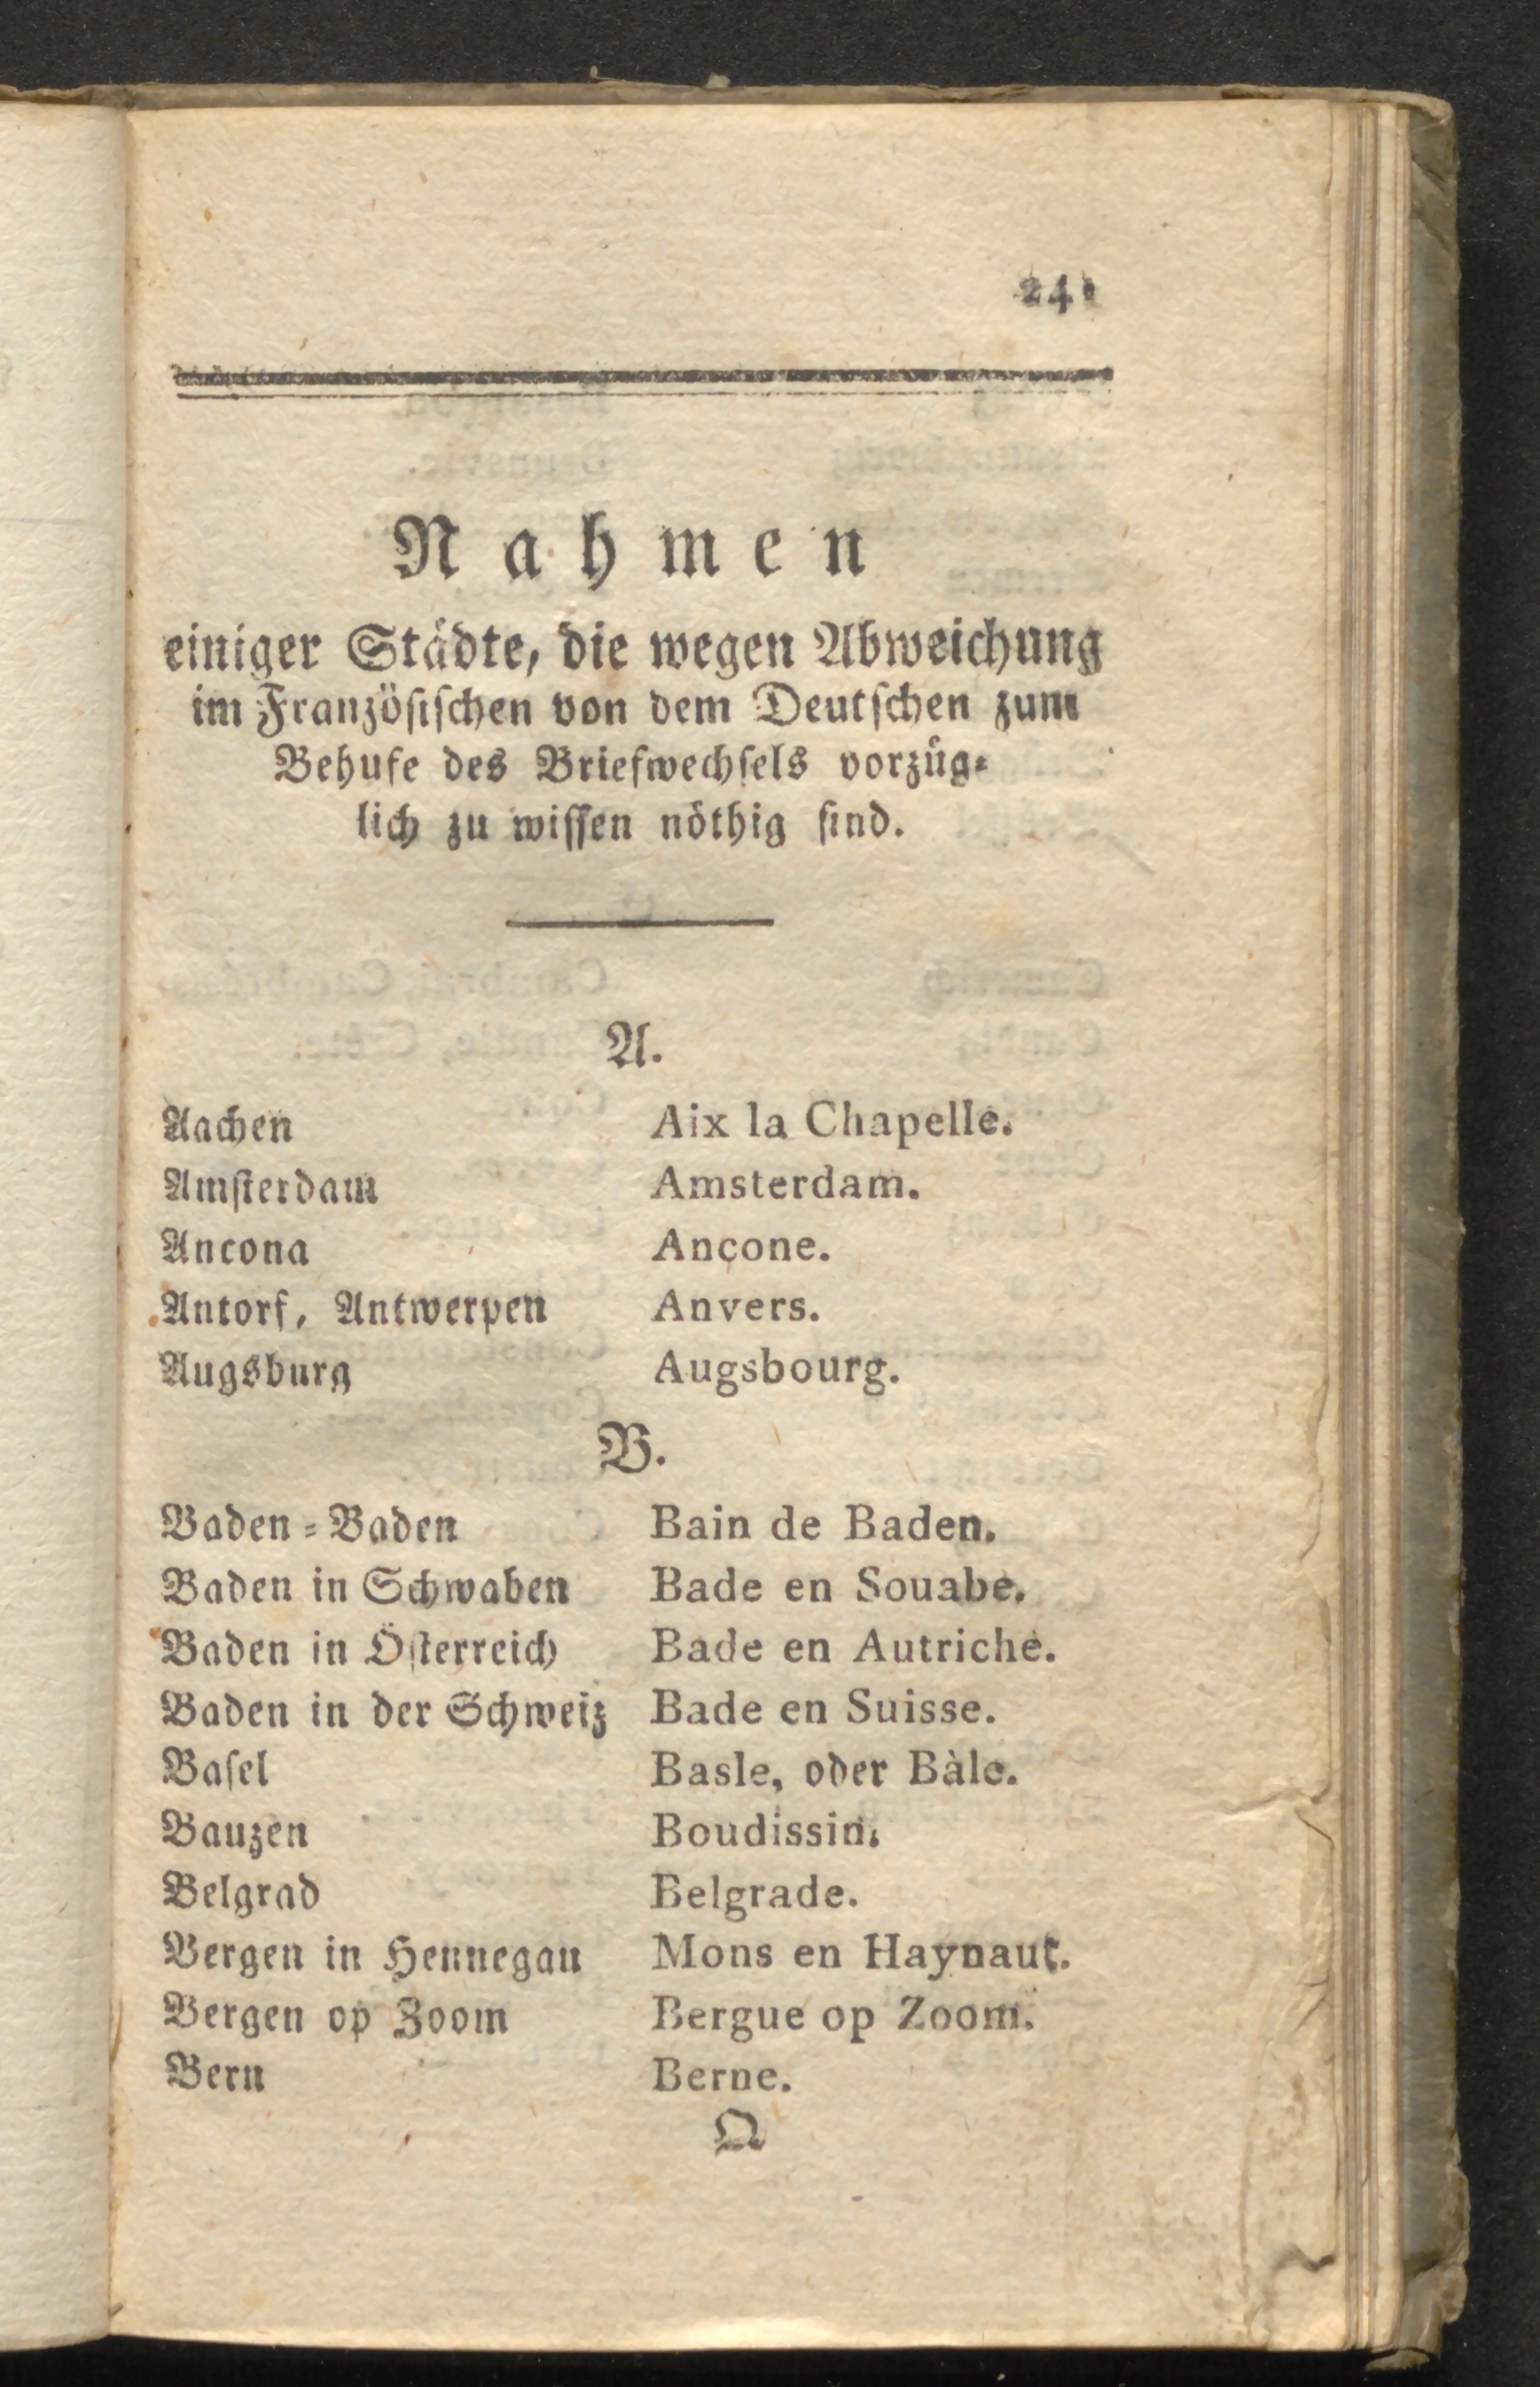 241
Nahmen
einiger Städte, die wegen Abweichung
im Französischen von dem Deutschen zum
Behufe des Briefwechsels vorzüg-
lich zu wissen nöthig sind.
A.
Aachen Aix la Chapelle.
Amsterdam Amsterdam.
Ancona Ancone.
Antorf, Antwerpen Anvers.
Augsburg Augsbourg.
B.
Baden-Baden Bain de Baden.
Baden in Schwaben Bade en Souabe.
Baden in Österreich Bade en Autriche.
Baden in der Schweiz Bade en Suisse.
Basel Basle, oder Bàle.
Bauzen Boudissin.
Belgrad Belgrade.
Bergen in Hennegau Mons en Haynaut.
Bergen op Zoom Bergue op Zoom.
Bern Berne.
Q